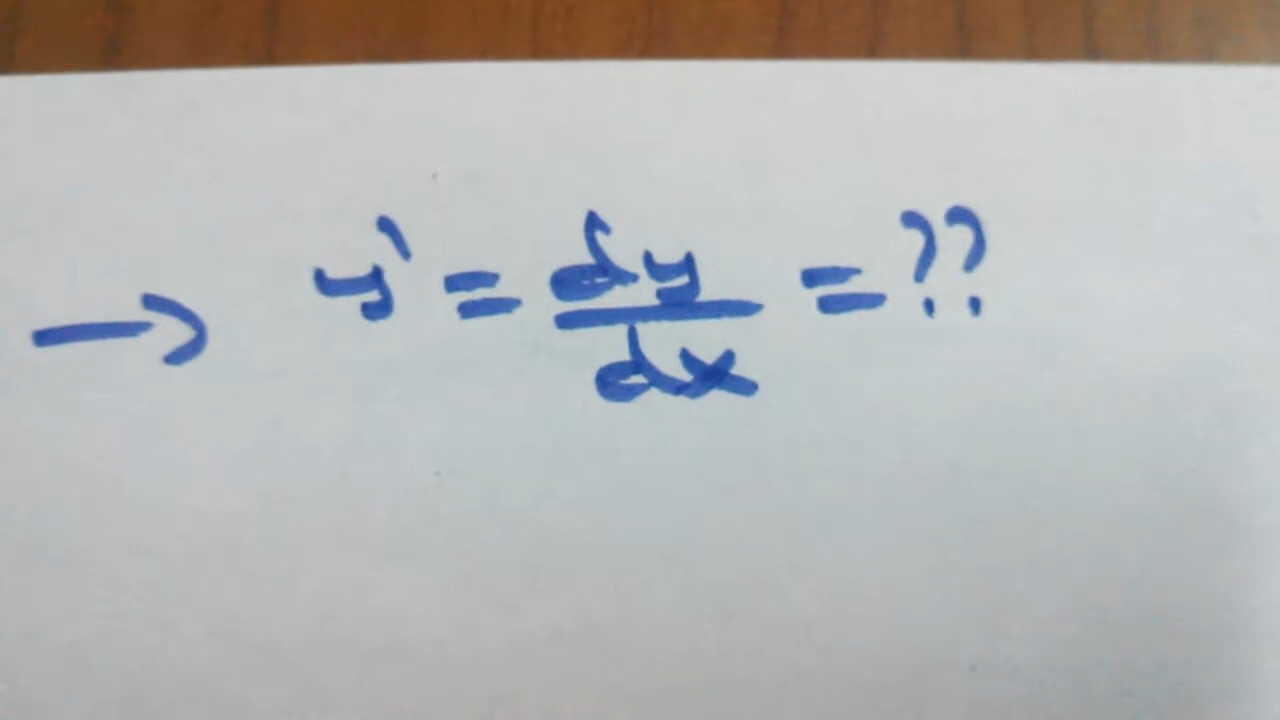 → y' = dy/dx = ??